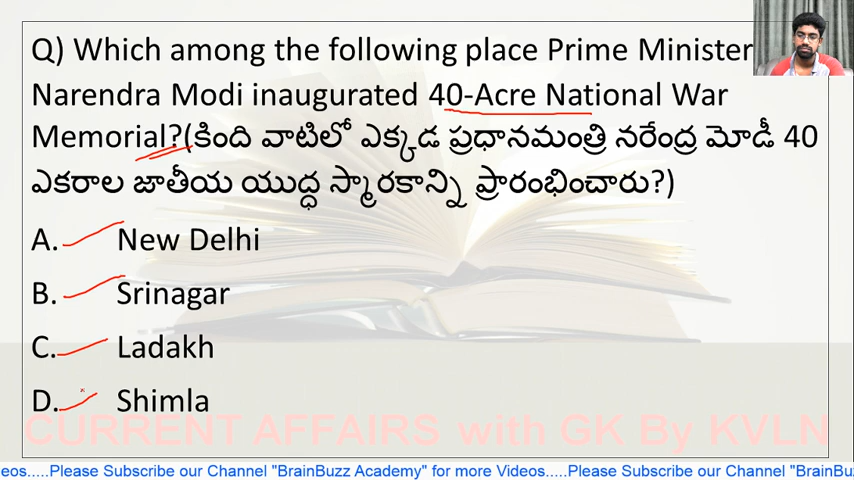 Q) Which among the following place Prime Minister
Narendra Modi inaugurated 40-Acre National War
Memorial?(కింది వాటిలో ఎక్కడ ప్రధానమంత్రి నరేంద్ర మోడీ 40
ఎకరాల జాతీయ యుద్ధ స్మారకాన్ని ప్రారంభించారు?)
A. New Delhi
B. Srinagar
C. Ladakh
D. Shimla
CURRENT AFFAIRS with GK By KVLN
eos.....Please Subscribe our Channel "BrainBuzz Academy" for more Videos.....Please Subscribe our Channel "BrainBu